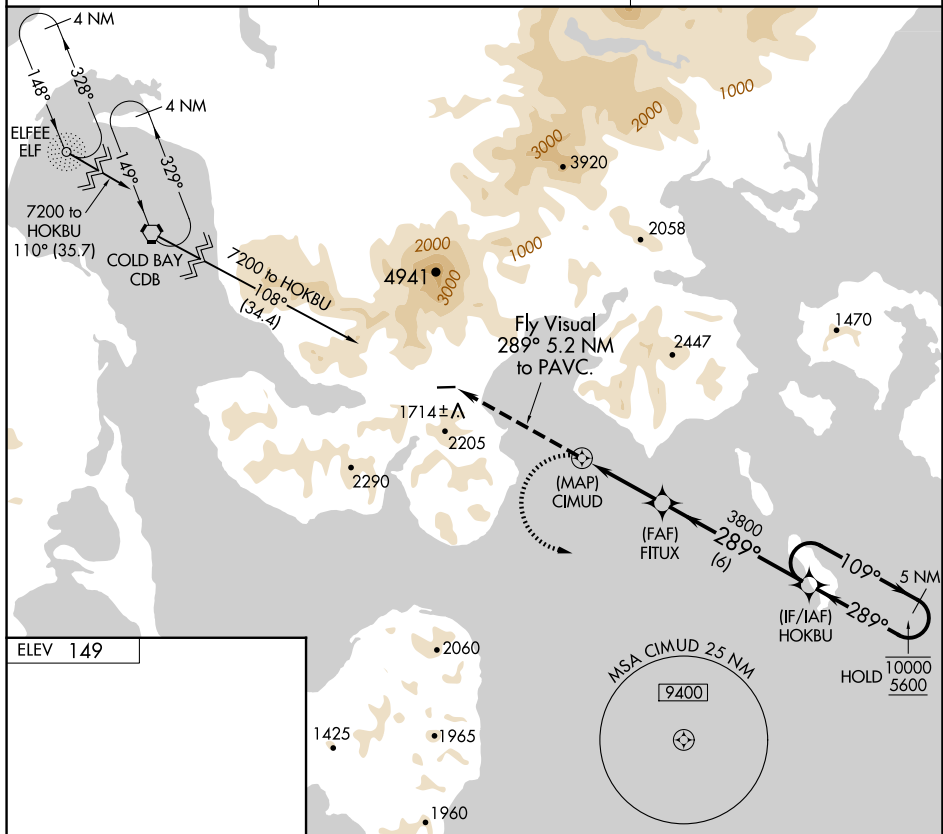 4 NM
148°
328°
4 NM
ELFEE
ELF
149°
329°
7200 to
HOKBU
110° (35.7)
COLD BAY
CDB
7200 to HOKBU
108°
(34.4)
1000
2000
3000
3920
2058
1000
2000
4941
3000
Fly Visual
289° 5.2 NM
to PAVC.
2447
1470
1714±
2205
2290
(MAP)
CIMUD
(FAF)
FITUX
3800
289°
(6)
109°
5 NM
289°
(IF/IAF)
HOKBU
HOLD
10000
5600
ELEV 149
2060
1425
1965
1960
MSA CIMUD 25 NM
9400